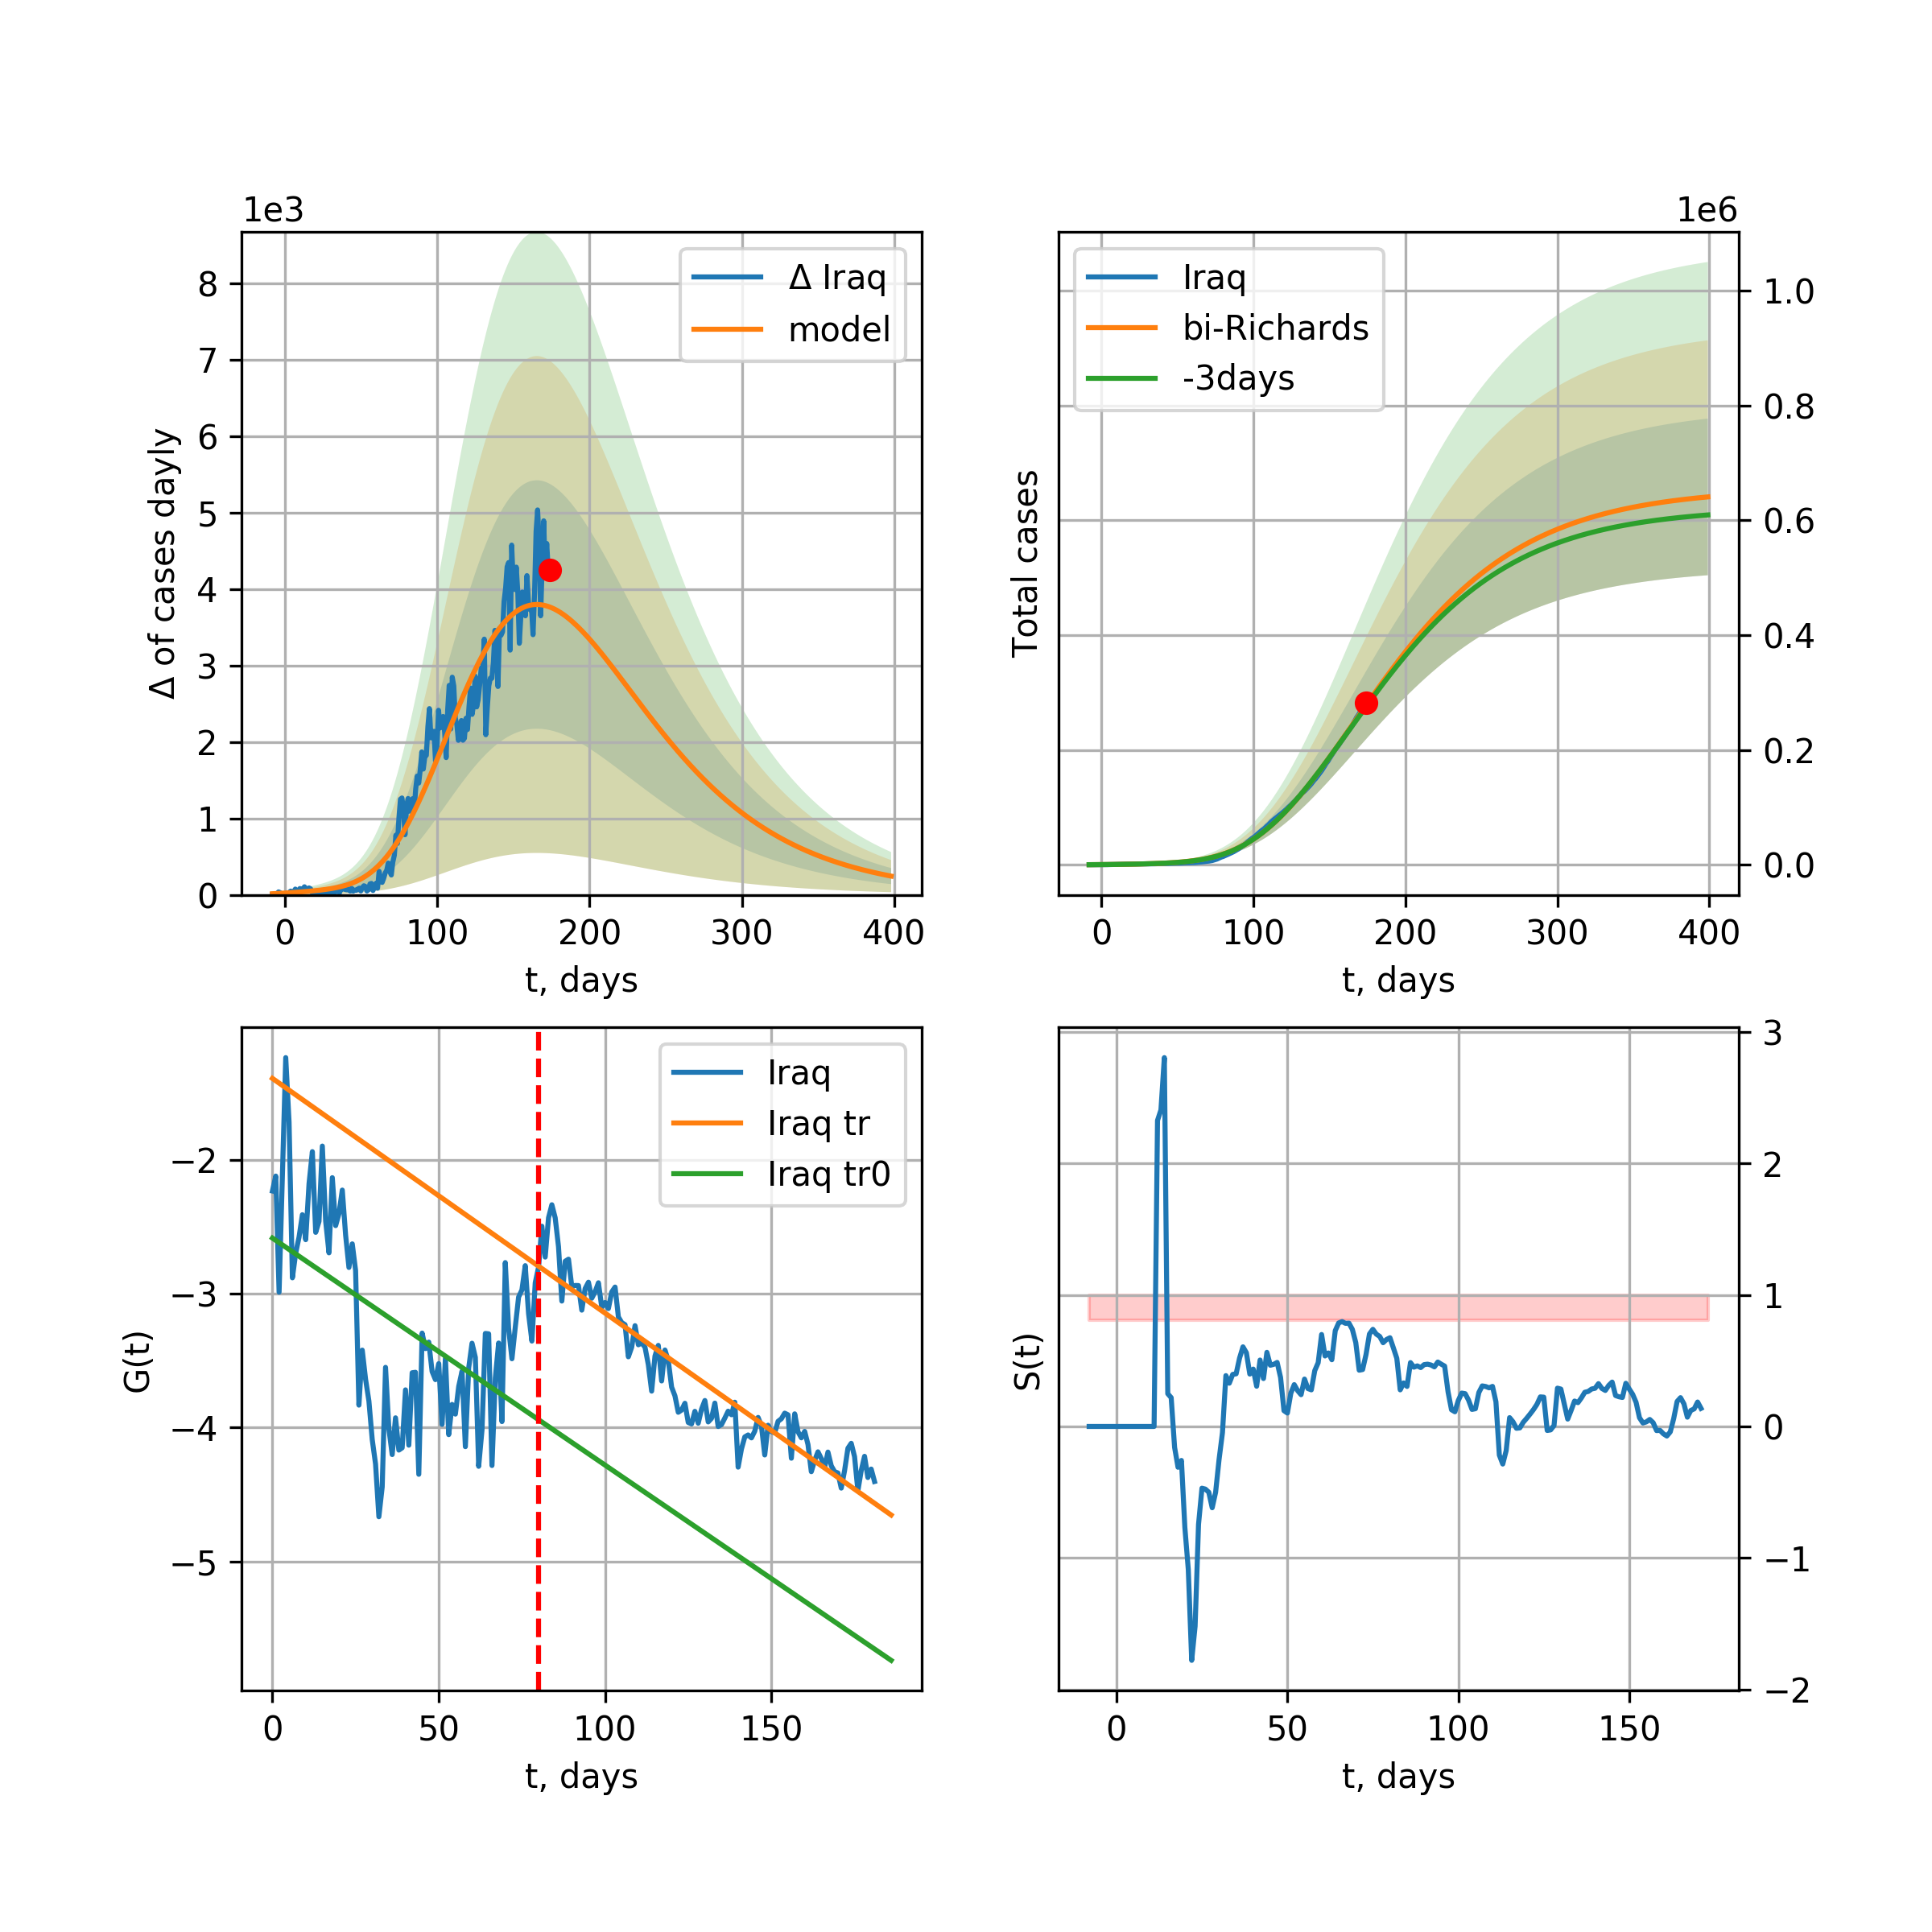 1e3
Δ of cases dayly
8
7
6
5
4
3
2
1
0
Δ Iraq
model
0 100 200 300 400
t, days
1e6
Total cases
Iraq
bi-Richards
-3days
1.0
0.8
0.6
0.4
0.2
0.0
0 100 200 300 400
t, days
G(t)
−2
−3
−4
−5
Iraq
Iraq tr
Iraq tr0
0 50 100 150
t, days
S(t)
3
2
1
0
−1
−2
0 50 100 150
t, days